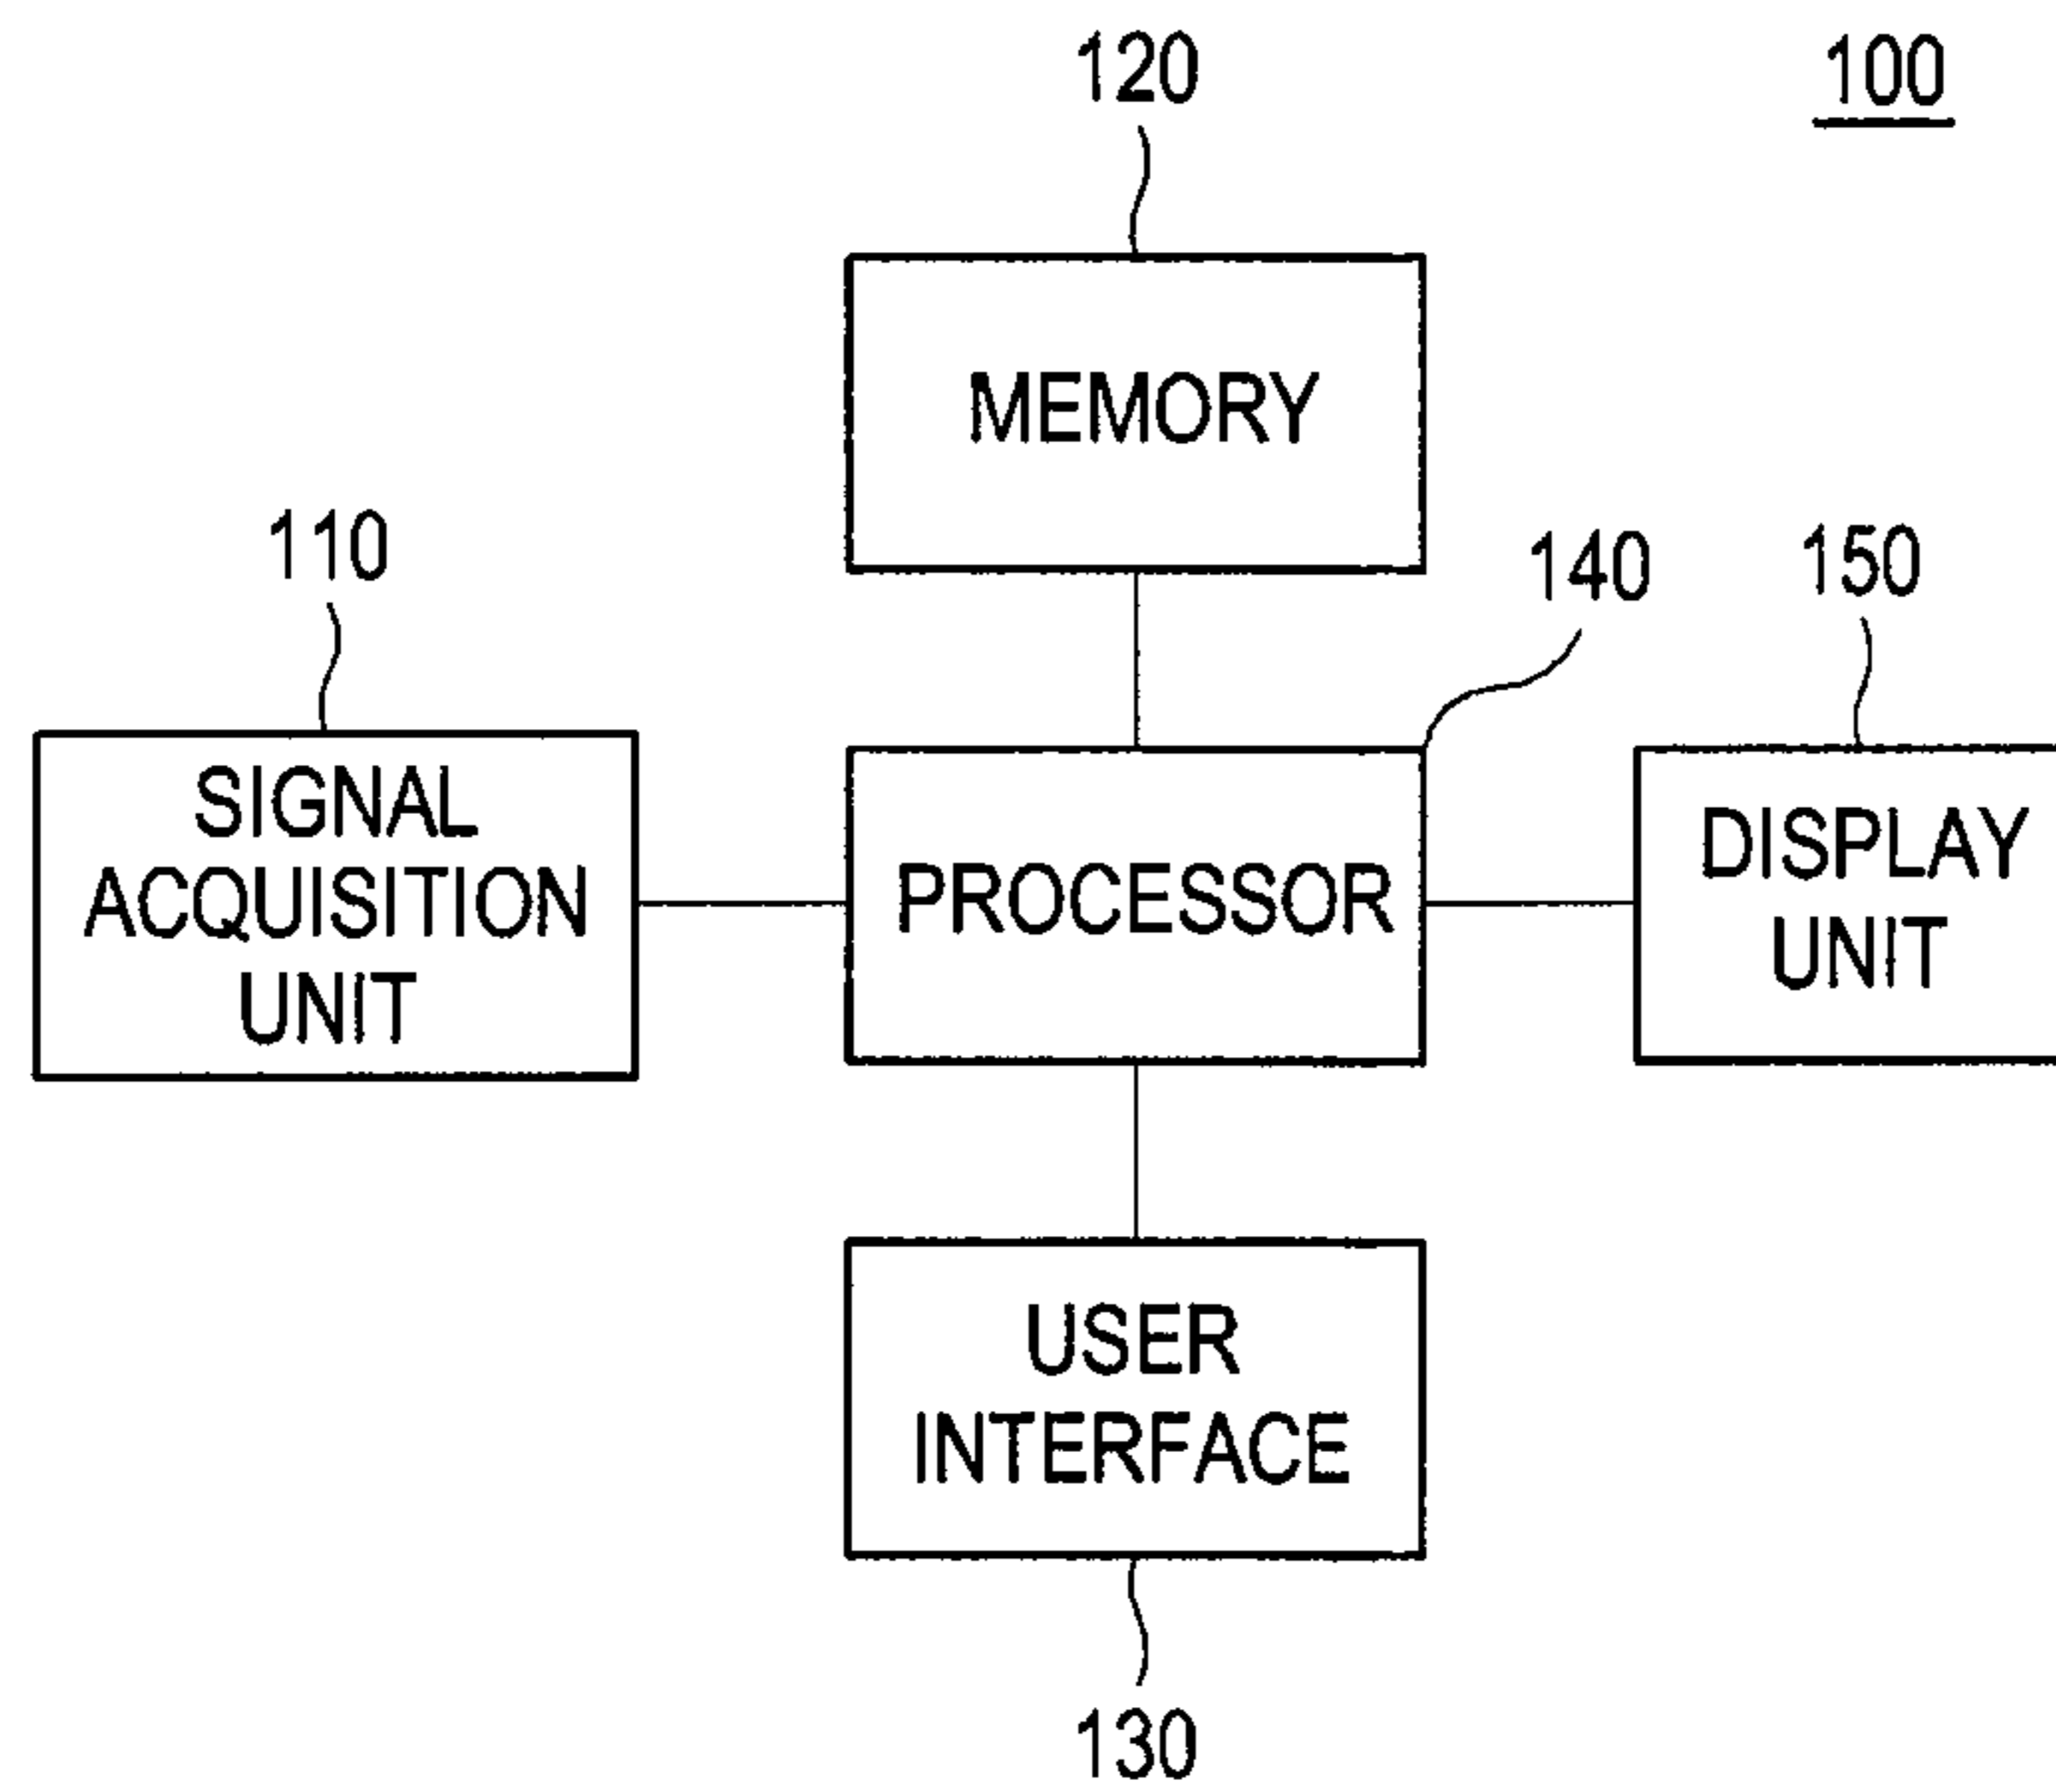 120
100
MEMORY
110
140
150
SIGNAL
ACQUISITION
UNIT
PROCESSOR
DISPLAY
UNIT
USER
INTERFACE
130